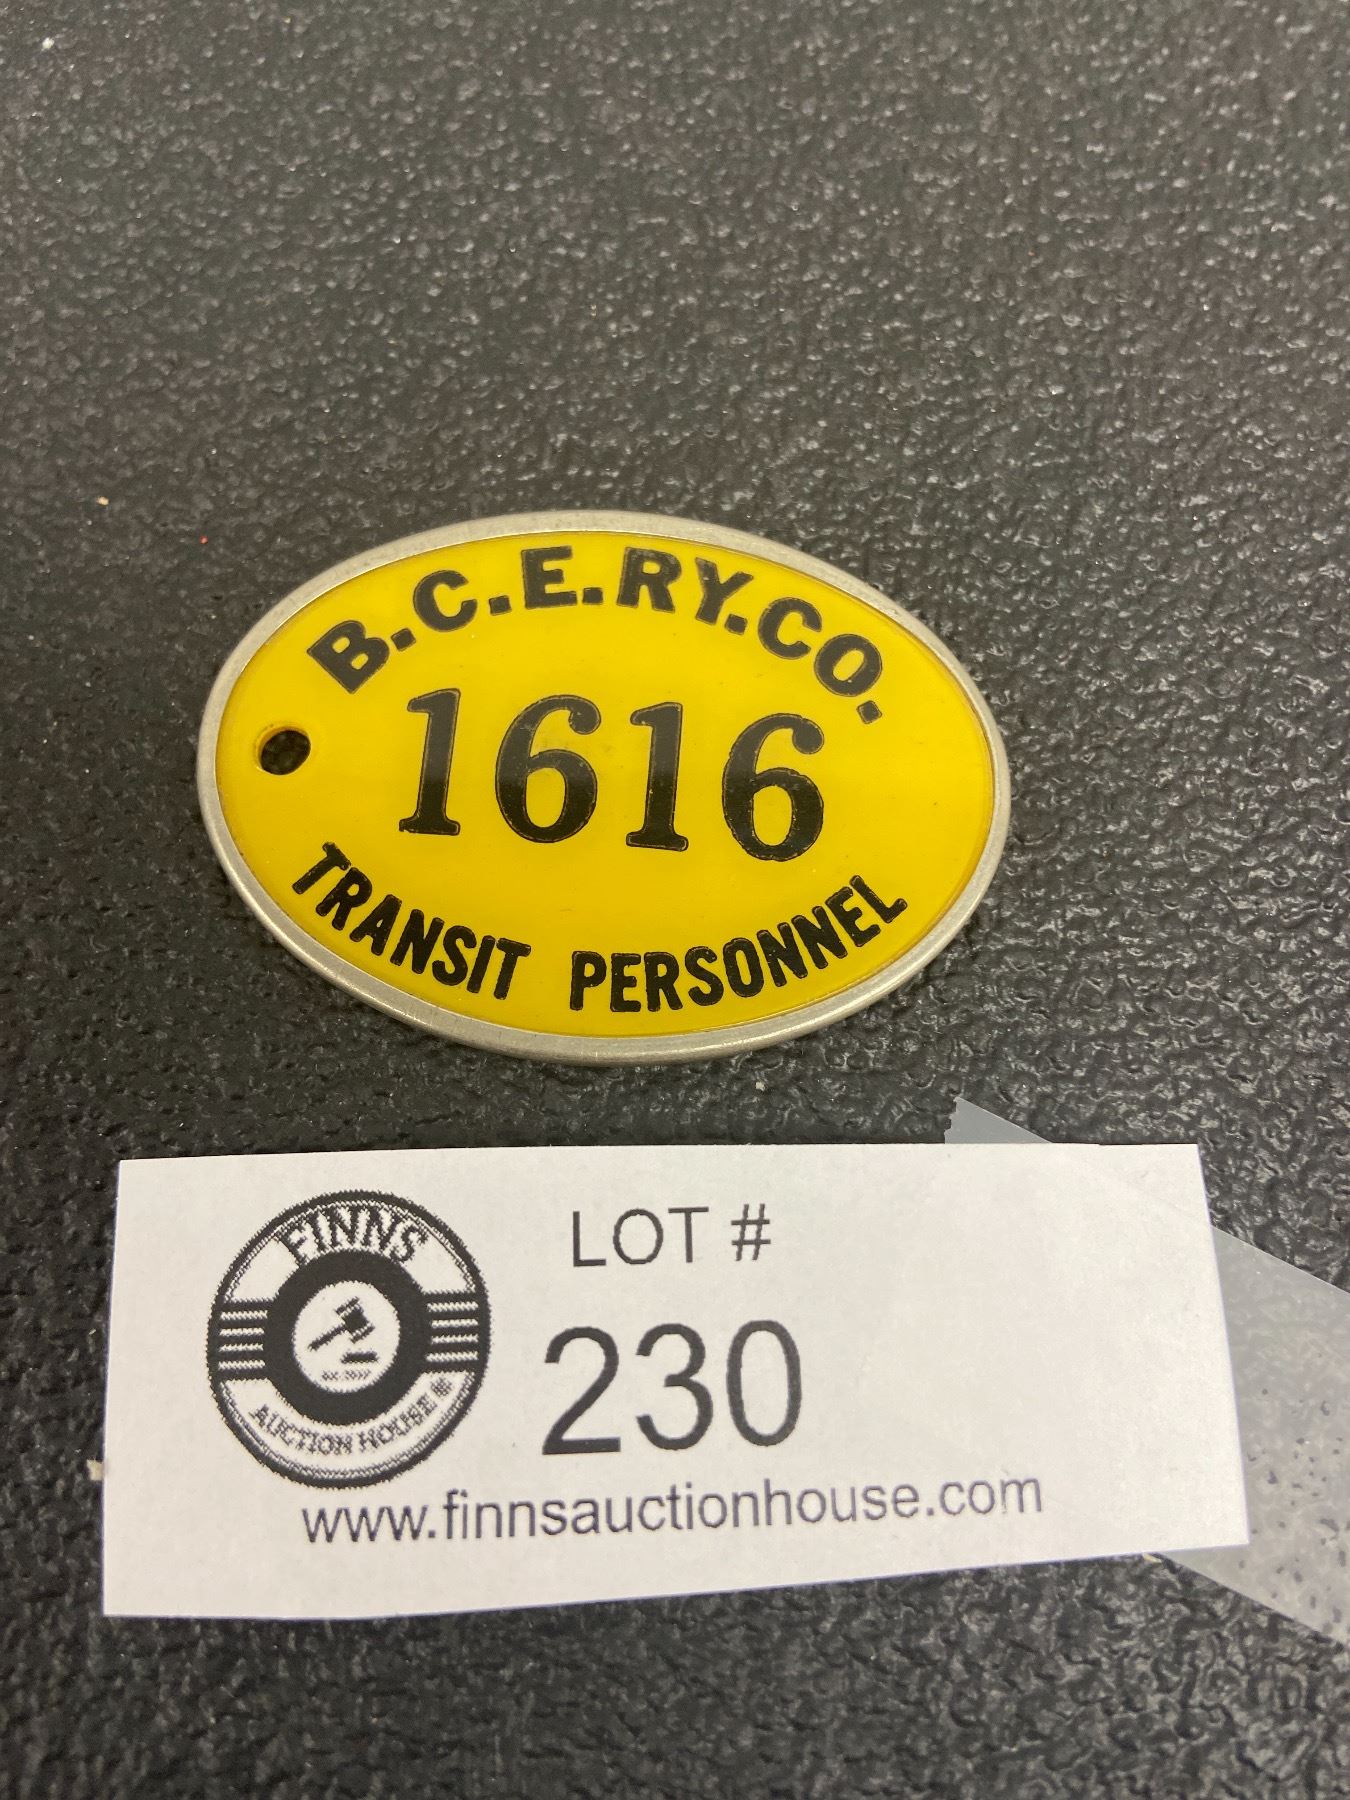 B.C.E.RY.CO.
1616
TRANSIT PERSONNEL
FINNS
AUCTION HOUSE
LOT #
230
www.finnsauctionhouse.com